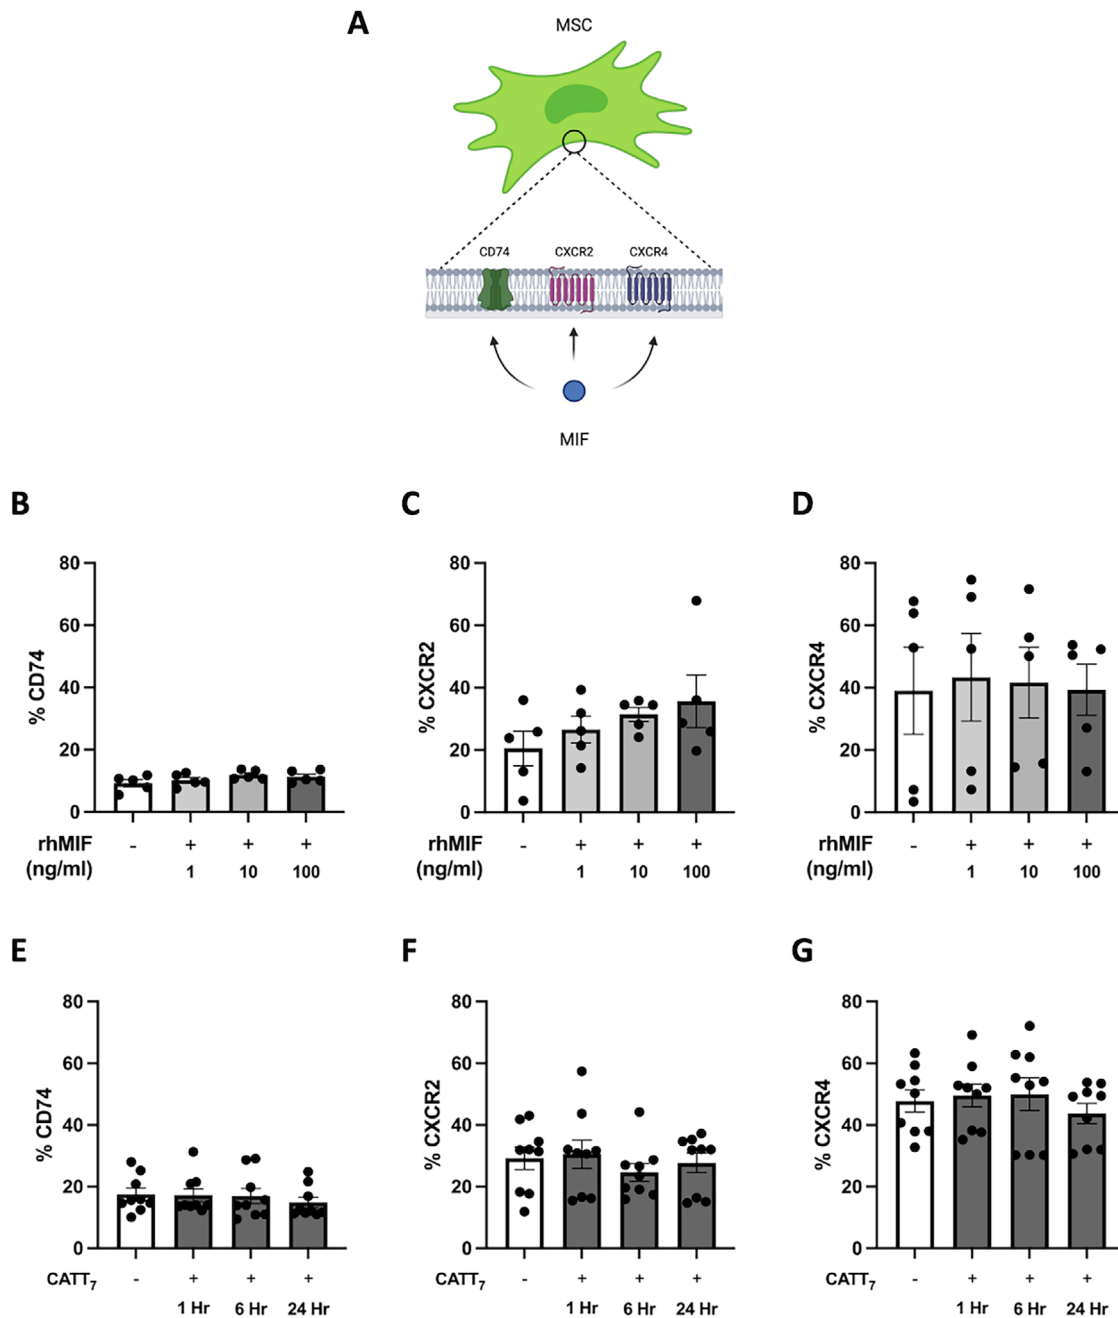 A
MSC
CD74 CXCR2 CXCR4
MIF
B C D
80 80 80
60 60 60
40 40 40
20 20 20
0 0 0
% CD74 % CXCR2 % CXCR4
rhMIF - + + + rhMIF - + + + rhMIF - + + +
(ng/ml) 1 10 100 (ng/ml) 1 10 100 (ng/ml) 1 10 100
E F G
80 80 80
60 60 60
40 40 40
20 20 20
0 0 0
% CD74 % CXCR2 % CXCR4
CATT7 - + + + CATT7 - + + + CATT7 - + + +
1 Hr 6 Hr 24 Hr 1 Hr 6 Hr 24 Hr 1 Hr 6 Hr 24 Hr